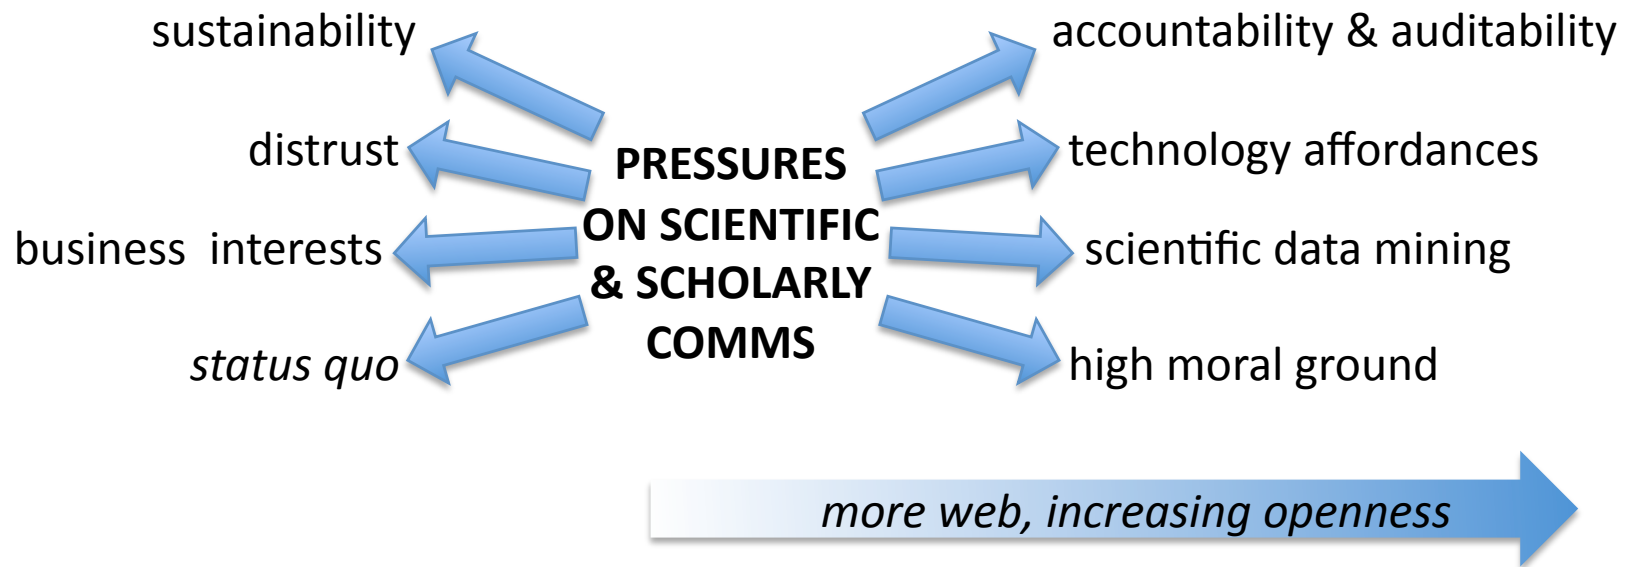 sustainability
distrust
business interests
status quo
PRESSURES
ON SCIENTIFIC
& SCHOLARLY
COMMS
accountability & auditability
technology affordances
scientific data mining
high moral ground
more web, increasing openness